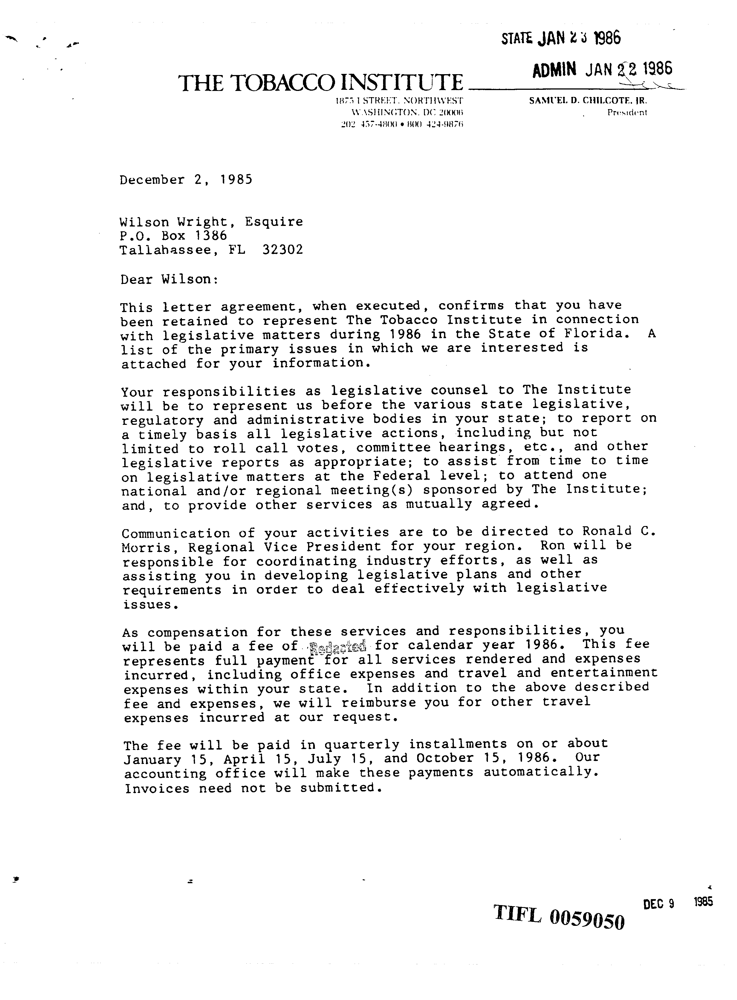 STATE JAN 23 1986
ADMIN JAN 22 1986
THE TOBACCO INSTITUTE
1875 I STREET, NORTHWEST
WASHINGTON, DC 20006
202 457-4800 • 800 424-9876
SAMUEL D. CHILCOTE, JR.
President
December 2, 1985
Wilson Wright, Esquire
P.O. Box 1386
Tallahassee, FL 32302
Dear Wilson:
This letter agreement, when executed, confirms that you have
been retained to represent The Tobacco Institute in connection
with legislative matters during 1986 in the State of Florida. A
list of the primary issues in which we are interested is
attached for your information.
Your responsibilities as legislative counsel to The Institute
will be to represent us before the various state legislative,
regulatory and administrative bodies in your state; to report on
a timely basis all legislative actions, including but not
limited to roll call votes, committee hearings, etc., and other
legislative reports as appropriate; to assist from time to time
on legislative matters at the Federal level; to attend one
national and/or regional meeting(s) sponsored by The Institute;
and, to provide other services as mutually agreed.
Communication of your activities are to be directed to Ronald C.
Morris, Regional Vice President for your region. Ron will be
responsible for coordinating industry efforts, as well as
assisting you in developing legislative plans and other
requirements in order to deal effectively with legislative
issues.
As compensation for these services and responsibilities, you
will be paid a fee of Redacted for calendar year 1986. This fee
represents full payment for all services rendered and expenses
incurred, including office expenses and travel and entertainment
expenses within your state. In addition to the above described
fee and expenses, we will reimburse you for other travel
expenses incurred at our request.
The fee will be paid in quarterly installments on or about
January 15, April 15, July 15, and October 15, 1986. Our
accounting office will make these payments automatically.
Invoices need not be submitted.
DEC 9 1985
TIFL 0059050